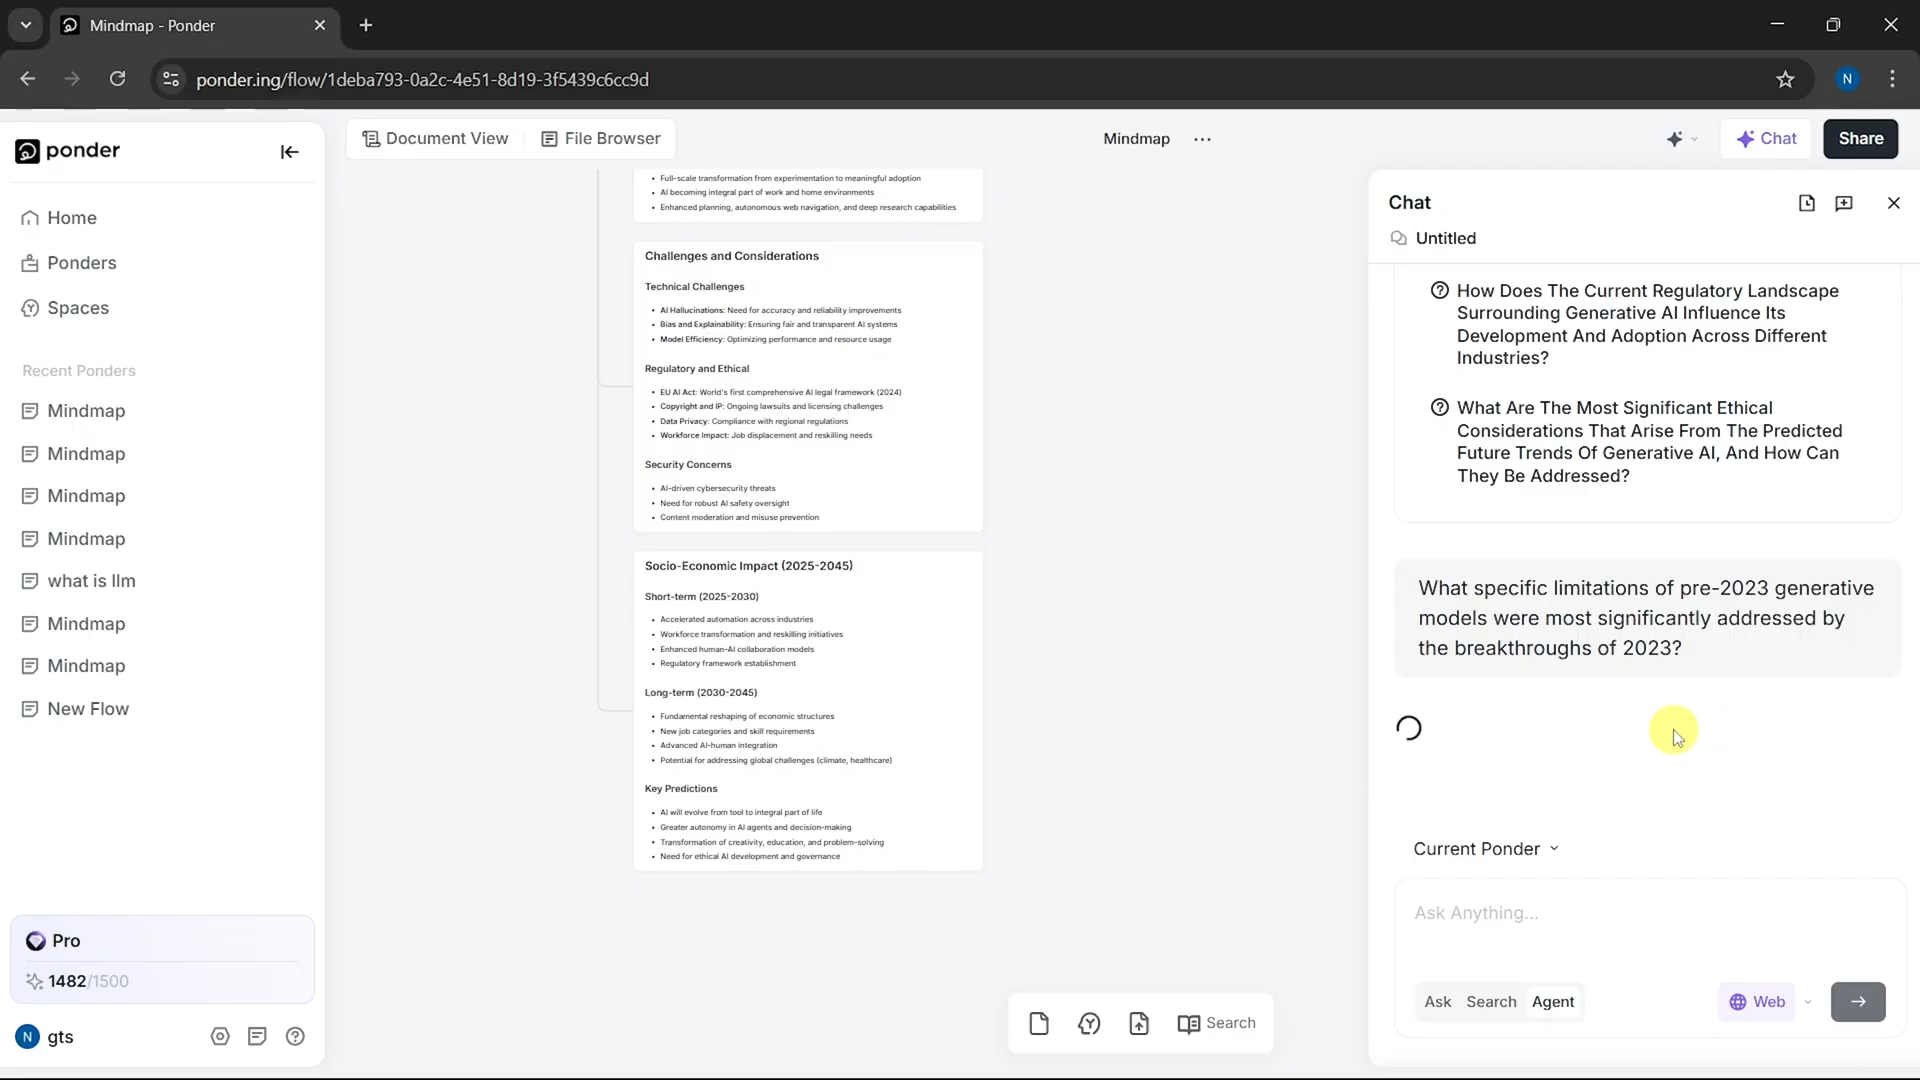 Mindmap - Ponder
ponder.ing/flow/1deba793-0a2c-4e51-8d19-3f5439c6cc9d
N
ponder
Home
Ponders
Spaces
Recent Ponders
Mindmap
Mindmap
Mindmap
Mindmap
what is llm
Mindmap
Mindmap
New Flow
Pro
1482/1500
N gts
Document View
File Browser
Mindmap
Chat
Share
Full-scale transformation from experimentation to meaningful adoption
AI becoming integral part of work and home environments
Enhanced planning, autonomous web navigation, and deep research capabilities
Challenges and Considerations
Technical Challenges
AI Hallucinations: Need for accuracy and reliability improvements
Bias and Explainability: Ensuring fair and transparent AI systems
Model Efficiency: Optimizing performance and resource usage
Regulatory and Ethical
EU AI Act: World's first comprehensive AI legal framework (2024)
Copyright and IP: Ongoing lawsuits and licensing challenges
Data Privacy: Compliance with regional regulations
Workforce Impact: Job displacement and reskilling needs
Security Concerns
AI-driven cybersecurity threats
Need for robust AI safety oversight
Content moderation and misuse prevention
Socio-Economic Impact (2025-2045)
Short-term (2025-2030)
Accelerated automation across industries
Workforce transformation and reskilling initiatives
Enhanced human-AI collaboration models
Regulatory framework establishment
Long-term (2030-2045)
Fundamental reshaping of economic structures
New job categories and skill requirements
Advanced AI-human integration
Potential for addressing global challenges (climate, healthcare)
Key Predictions
AI will evolve from tool to integral part of life
Greater autonomy in AI agents and decision-making
Transformation of creativity, education, and problem-solving
Need for ethical AI development and governance
Search
Chat
Untitled
How Does The Current Regulatory Landscape
Surrounding Generative AI Influence Its
Development And Adoption Across Different
Industries?
What Are The Most Significant Ethical
Considerations That Arise From The Predicted
Future Trends Of Generative AI, And How Can
They Be Addressed?
What specific limitations of pre-2023 generative
models were most significantly addressed by
the breakthroughs of 2023?
Current Ponder
Ask Anything...
Ask Search Agent
Web